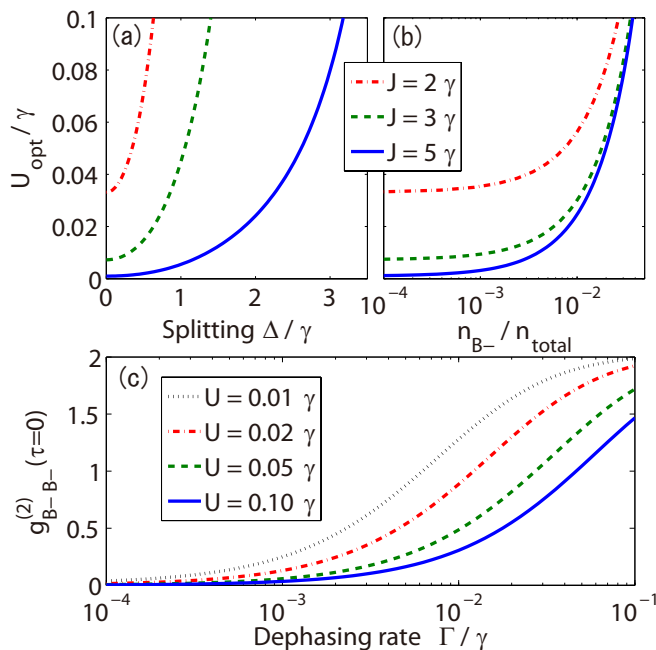 (a)
(b)
0.1
0.08
0.06
0.04
0.02
0
U_opt / γ
J = 2 γ
J = 3 γ
J = 5 γ
0 1 2 3
10^-4 10^-3 10^-2
Splitting Δ / γ
n_B- / n_total
(c)
2
1.5
1
0.5
0
g^(2)_B- B- (τ=0)
U = 0.01 γ
U = 0.02 γ
U = 0.05 γ
U = 0.10 γ
10^-4 10^-3 10^-2 10^-1
Dephasing rate Γ / γ